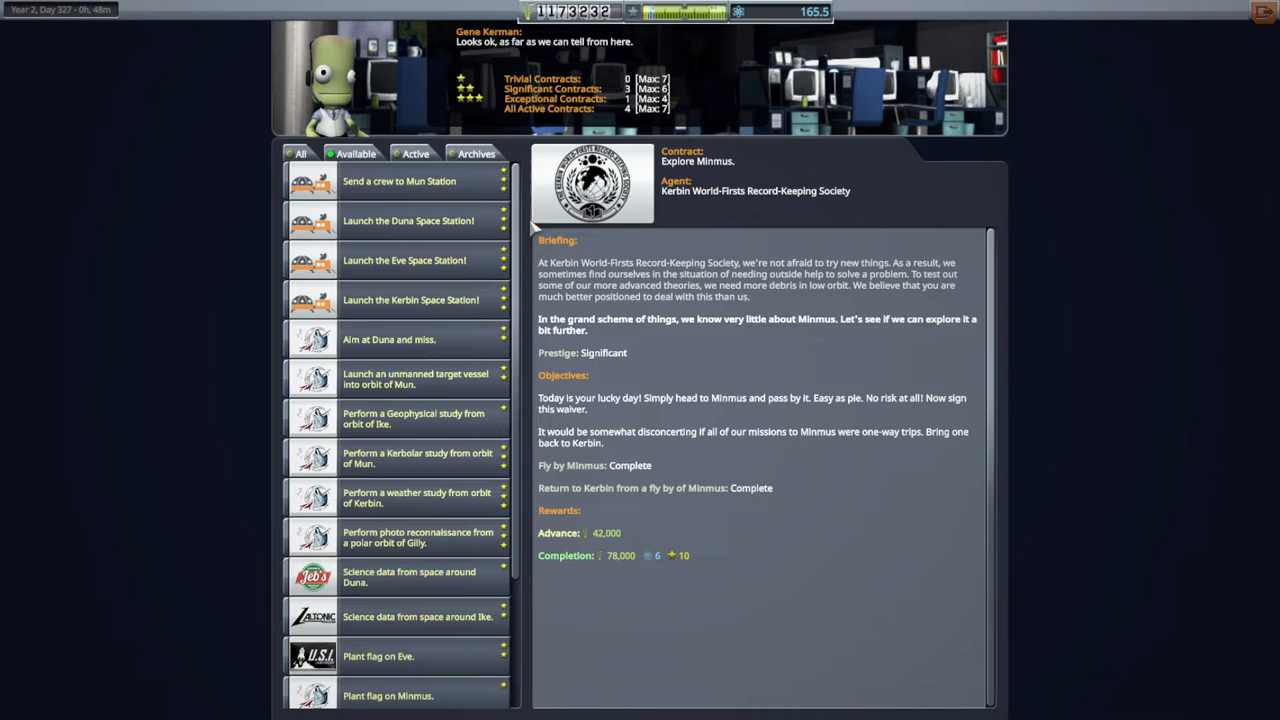 Year 2, Day 327 - 0h, 48m
1173232
165.5
Gene Kerman:
Looks ok, as far as we can tell from here.
Trivial Contracts: 0 [Max: 7]
Significant Contracts: 3 [Max: 6]
Exceptional Contracts: 1 [Max: 4]
All Active Contracts: 4 [Max: 7]
All
Available
Active
Archives
Send a crew to Mun Station
Launch the Duna Space Station!
Launch the Eve Space Station!
Launch the Kerbin Space Station!
Aim at Duna and miss.
Launch an unmanned target vessel
into orbit of Mun.
Perform a Geophysical study from
orbit of Ike.
Perform a Kerbolar study from orbit
of Mun.
Perform a weather study from orbit
of Kerbin.
Perform photo reconnaissance from
a polar orbit of Gilly.
Jeb's
Science data from space around
Duna.
ZALTONIC
Science data from space around Ike.
U.S.I.
Plant flag on Eve.
Plant flag on Minmus.
Contract:
Explore Minmus.
Agent:
Kerbin World-Firsts Record-Keeping Society
Briefing:
At Kerbin World-Firsts Record-Keeping Society, we're not afraid to try new things. As a result, we
sometimes find ourselves in the situation of needing outside help to solve a problem. To test out
some of our more advanced theories, we need more debris in low orbit. We believe that you are
much better positioned to deal with this than us.
In the grand scheme of things, we know very little about Minmus. Let's see if we can explore it a
bit further.
Prestige: Significant
Objectives:
Today is your lucky day! Simply head to Minmus and pass by it. Easy as pie. No risk at all! Now sign
this waiver.
It would be somewhat disconcerting if all of our missions to Minmus were one-way trips. Bring one
back to Kerbin.
Fly by Minmus: Complete
Return to Kerbin from a fly by of Minmus: Complete
Rewards:
Advance: 42,000
Completion: 78,000 6 10